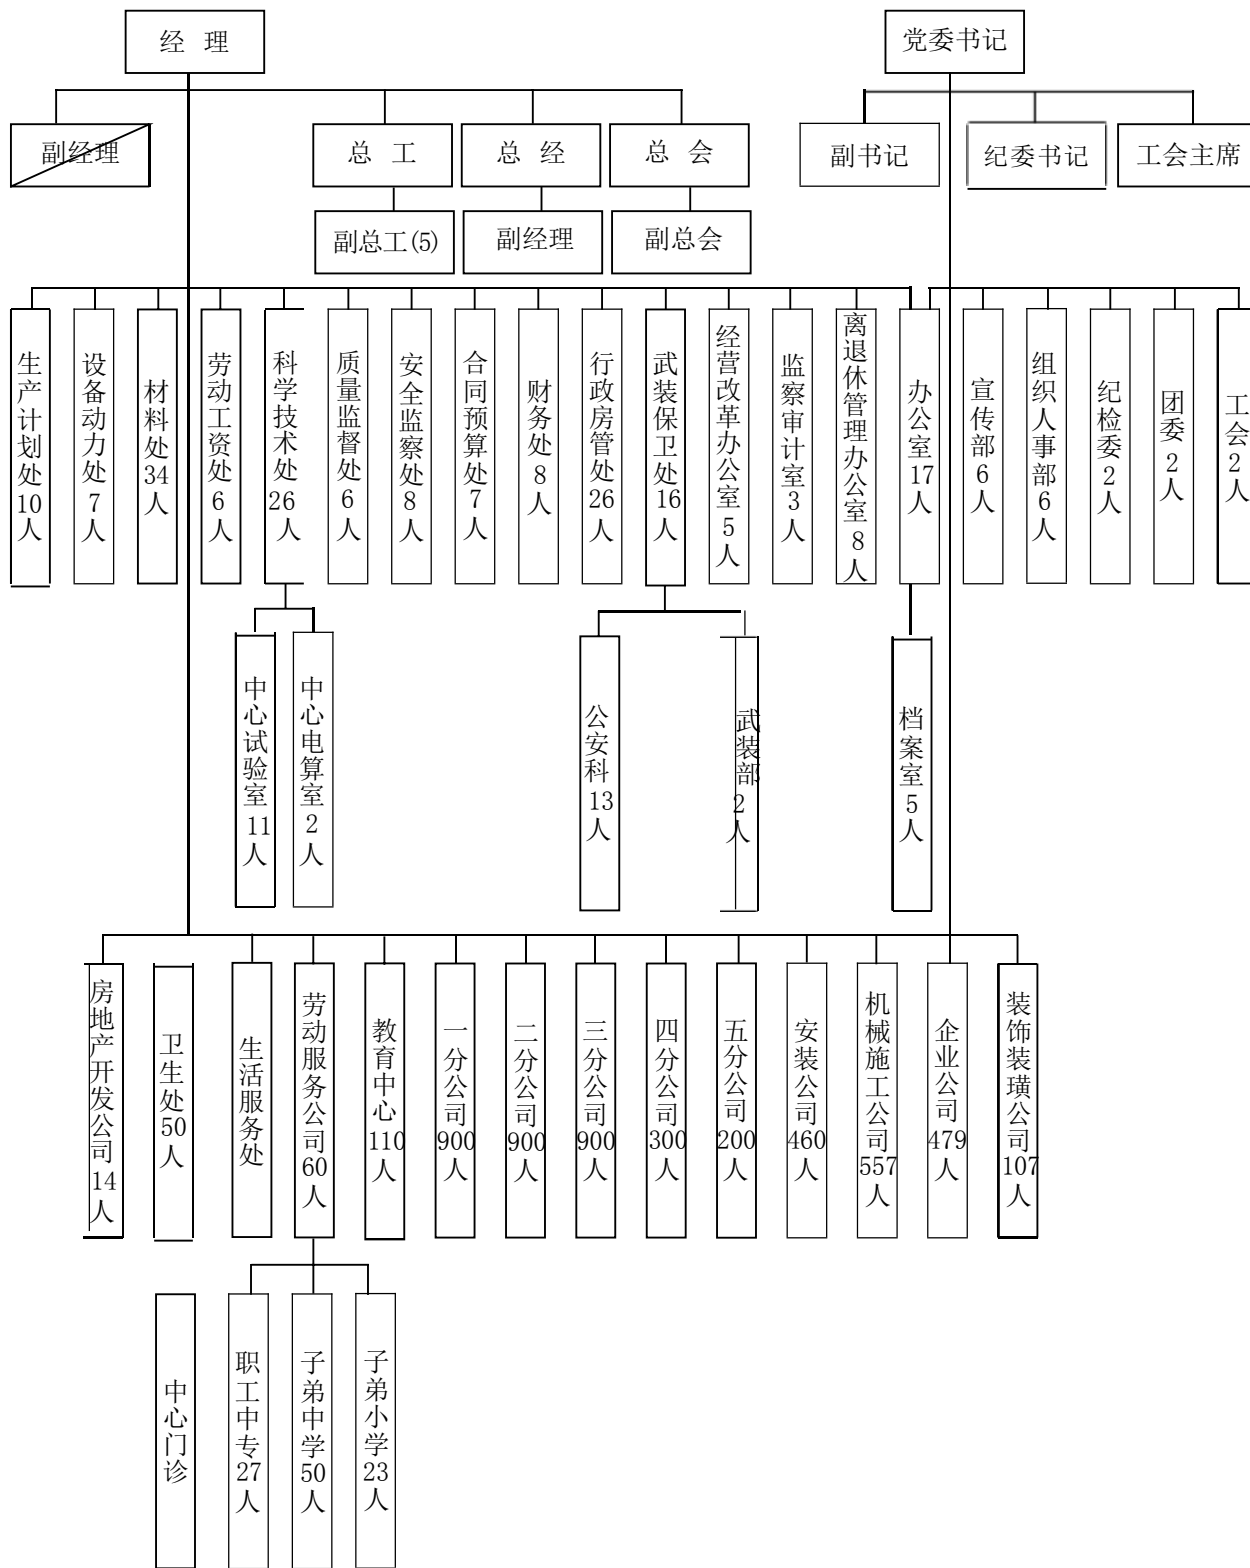 经 理
党委书记
副经理
总 工
总 经
总 会
副书记
纪委书记
工会主席
副总工(5)
副经理
副总会
生产计划处10人
设备动力处7人
材料处34人
劳动工资处6人
科学技术处26人
质量监督处6人
安全监察处8人
合同预算处7人
财务处8人
行政房管处26人
武装保卫处16人
经营改革办公室5人
监察审计室3人
离退休管理办公室8人
办公室17人
宣传部6人
组织人事部6人
纪检委2人
团委2人
工会2人
中心试验室11人
中心电算室2人
公安科13人
武装部2人
档案室5人
房地产开发公司14人
卫生处50人
生活服务处
劳动服务公司60人
教育中心110人
一分公司900人
二分公司900人
三分公司900人
四分公司300人
五分公司200人
安装公司460人
机械施工公司557人
企业公司479人
装饰装璜公司107人
中心门诊
职工中专27人
子弟中学50人
子弟小学23人